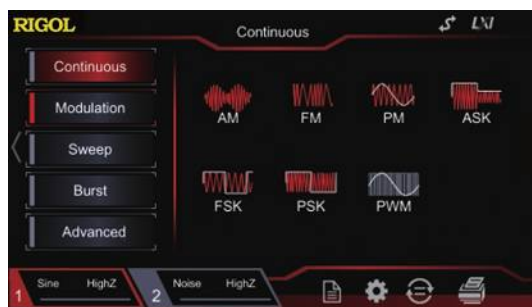 RIGOL
Continuous
LXI
Continuous
Modulation
Sweep
Burst
Advanced
AM
FM
PM
ASK
FSK
PSK
PWM
1 Sine HighZ
2 Noise HighZ